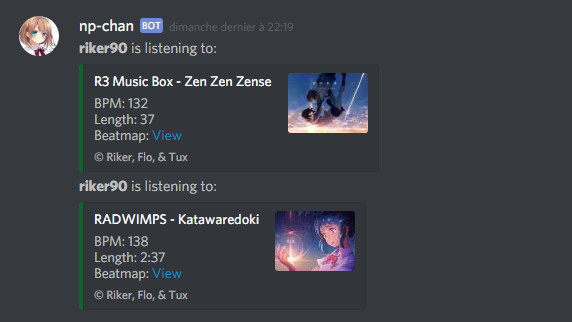 np-chan BOT dimanche dernier à 22:19
riker90 is listening to:
R3 Music Box - Zen Zen Zense
BPM: 132
Length: 37
Beatmap: View
© Riker, Flo, & Tux
riker90 is listening to:
RADWIMPS - Katawaredoki
BPM: 138
Length: 2:37
Beatmap: View
© Riker, Flo, & Tux